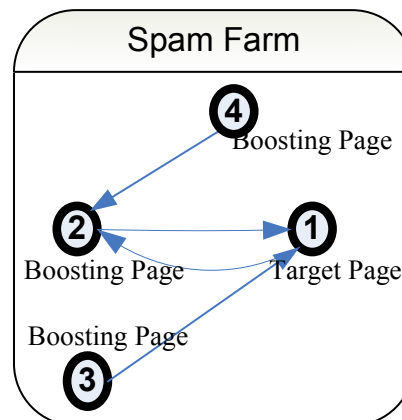 Spam Farm
4
Boosting Page
2
1
Boosting Page
Target Page
Boosting Page
3